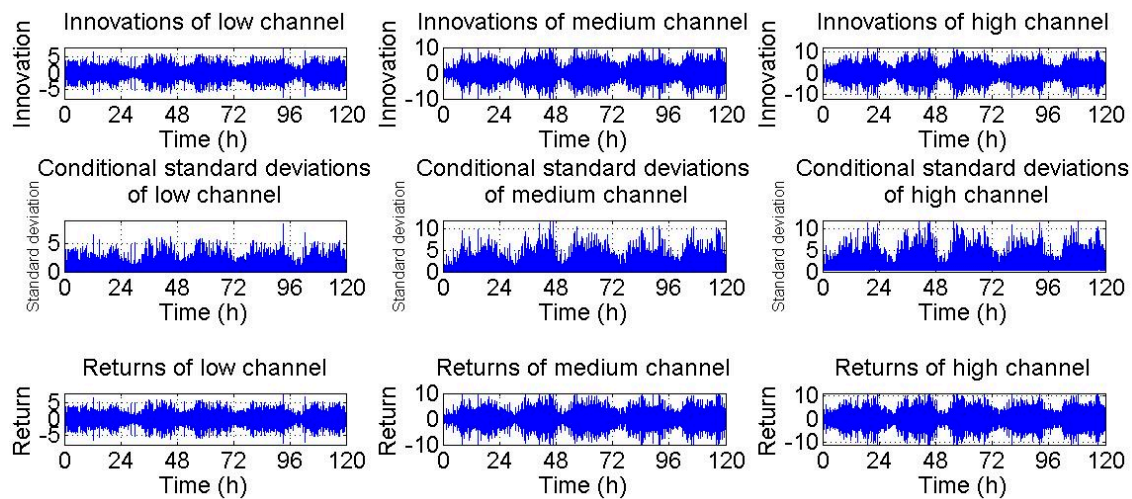 Innovations of low channel
Innovation
5
0
-5
0 24 48 72 96 120
Time (h)
Innovations of medium channel
Innovation
10
0
-10
0 24 48 72 96 120
Time (h)
Innovations of high channel
Innovation
10
0
-10
0 24 48 72 96 120
Time (h)
Conditional standard deviations
of low channel
Standard deviation
5
0
0 24 48 72 96 120
Time (h)
Conditional standard deviations
of medium channel
Standard deviation
10
5
0
0 24 48 72 96 120
Time (h)
Conditional standard deviations
of high channel
Standard deviation
10
5
0
0 24 48 72 96 120
Time (h)
Returns of low channel
Return
5
0
-5
0 24 48 72 96 120
Time (h)
Returns of medium channel
Return
10
0
-10
0 24 48 72 96 120
Time (h)
Returns of high channel
Return
10
0
-10
0 24 48 72 96 120
Time (h)